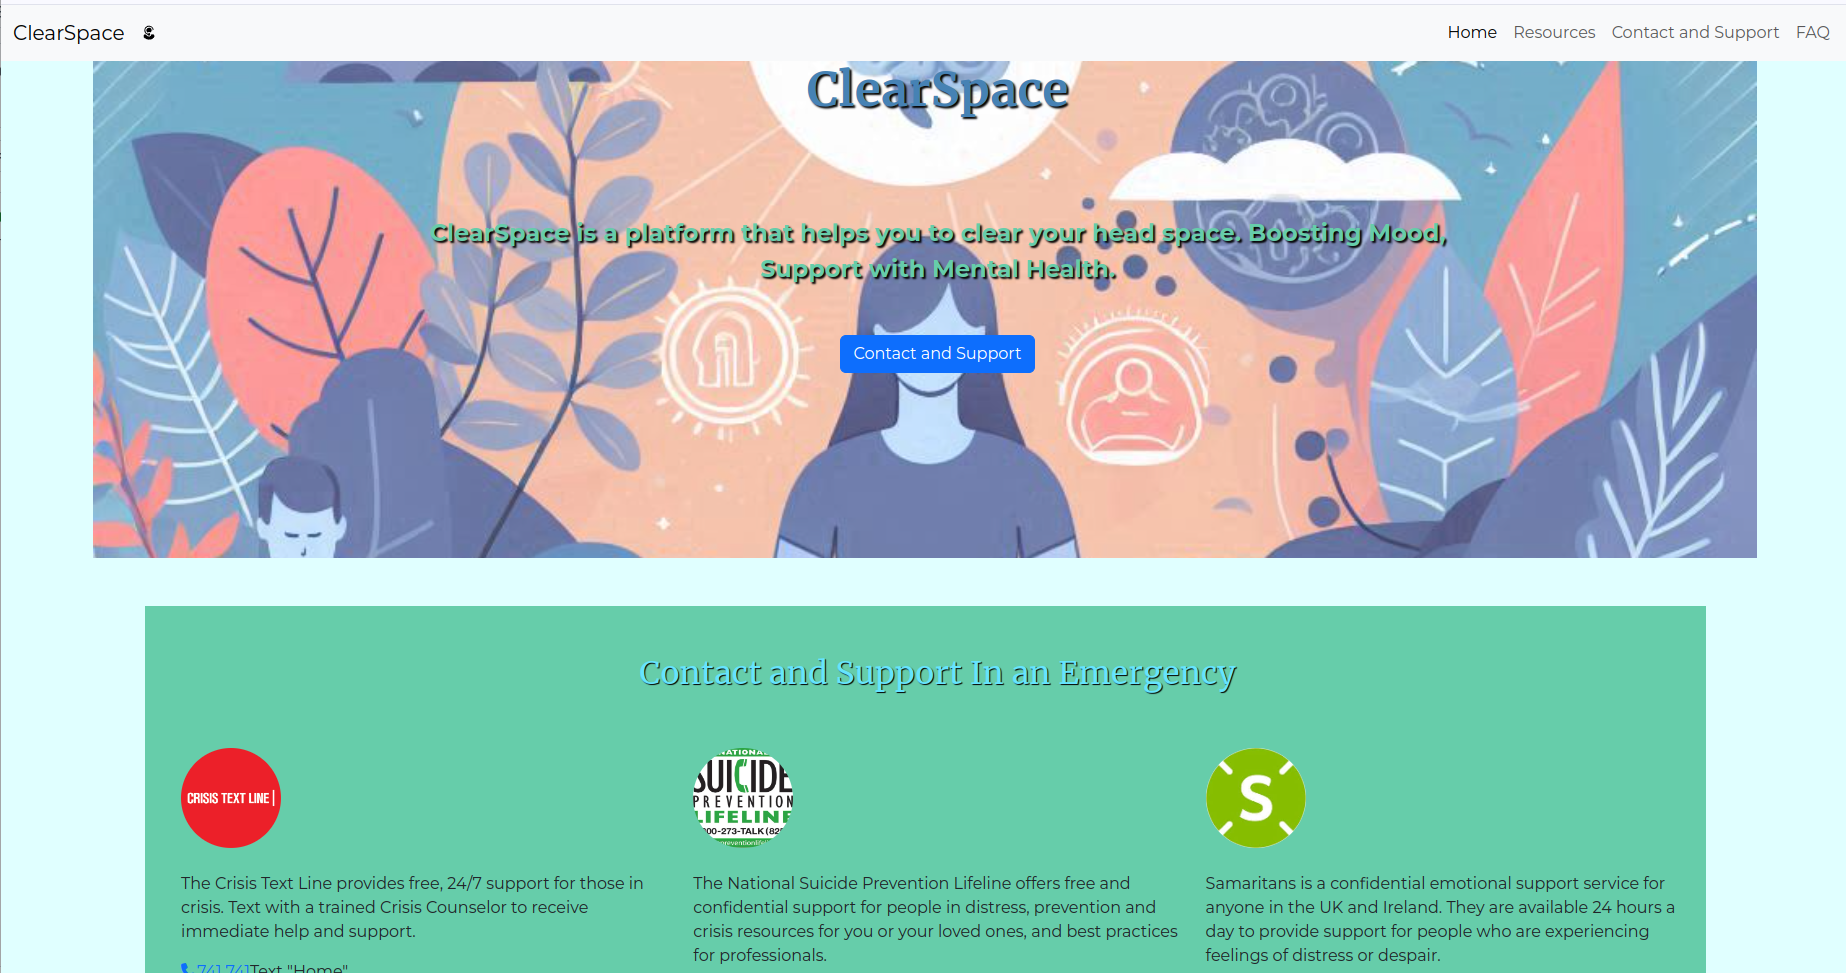 ClearSpace
Home Resources Contact and Support FAQ
ClearSpace
ClearSpace is a platform that helps you to clear your head space. Boosting Mood,
Support with Mental Health.
Contact and Support
Contact and Support In an Emergency
CRISIS TEXT LINE
The Crisis Text Line provides free, 24/7 support for those in
crisis. Text with a trained Crisis Counselor to receive
immediate help and support.
741 741Text "Home"
NATIONAL
SUICIDE
PREVENTION
LIFELINE
The National Suicide Prevention Lifeline offers free and
confidential support for people in distress, prevention and
crisis resources for you or your loved ones, and best practices
for professionals.
S
Samaritans is a confidential emotional support service for
anyone in the UK and Ireland. They are available 24 hours a
day to provide support for people who are experiencing
feelings of distress or despair.